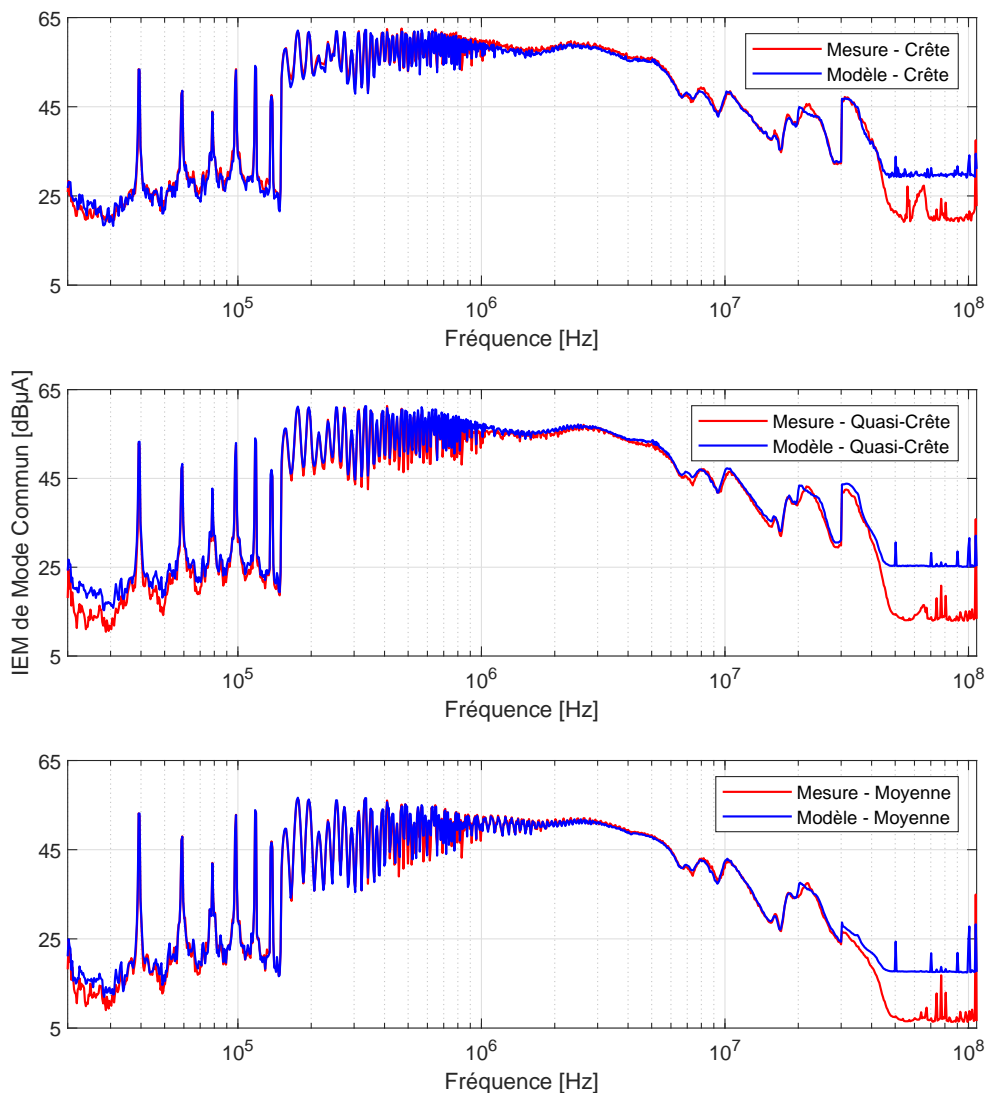 65
45
25
5
10^5
10^6
10^7
10^8
Fréquence [Hz]
Mesure - Crête
Modèle - Crête
IEM de Mode Commun [dBµA]
65
45
25
5
10^5
10^6
10^7
10^8
Fréquence [Hz]
Mesure - Quasi-Crête
Modèle - Quasi-Crête
65
45
25
5
10^5
10^6
10^7
10^8
Fréquence [Hz]
Mesure - Moyenne
Modèle - Moyenne